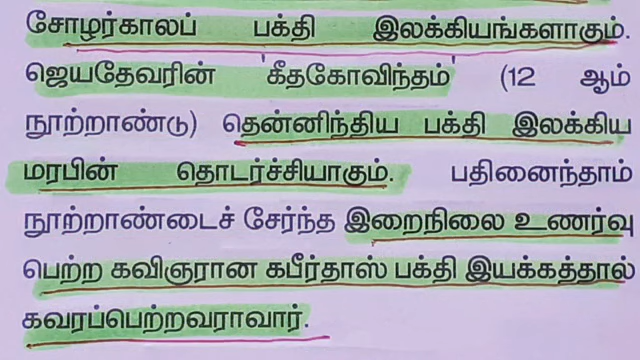 சோழர்காலப் பக்தி இலக்கியங்களாகும்.
ஜெயதேவரின் 'கீதகோவிந்தம்' (12 ஆம்
நூற்றாண்டு) தென்னிந்திய பக்தி இலக்கிய
மரபின் தொடர்ச்சியாகும். பதினைந்தாம்
நூற்றாண்டைச் சேர்ந்த இறைநிலை உணர்வு
பெற்ற கவிஞரான கபீர்தாஸ் பக்தி இயக்கத்தால்
கவரப்பெற்றவராவார்.